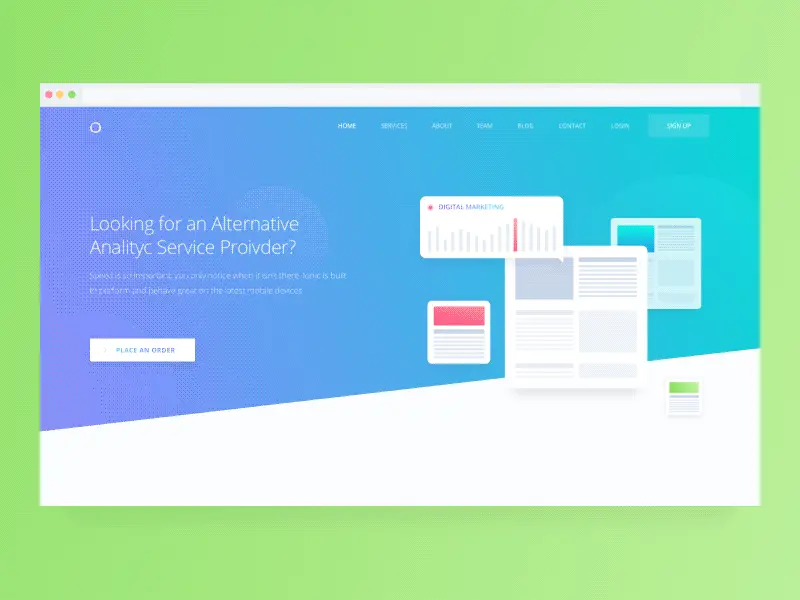 HOME SERVICES ABOUT TEAM BLOG CONTACT LOGIN SIGN UP
Looking for an Alternative
Analityc Service Proivder?
Speed is so important, you only notice when it isn't there. Ionic is built
to perform and behave great on the latest mobile devices
PLACE AN ORDER
DIGITAL MARKETING